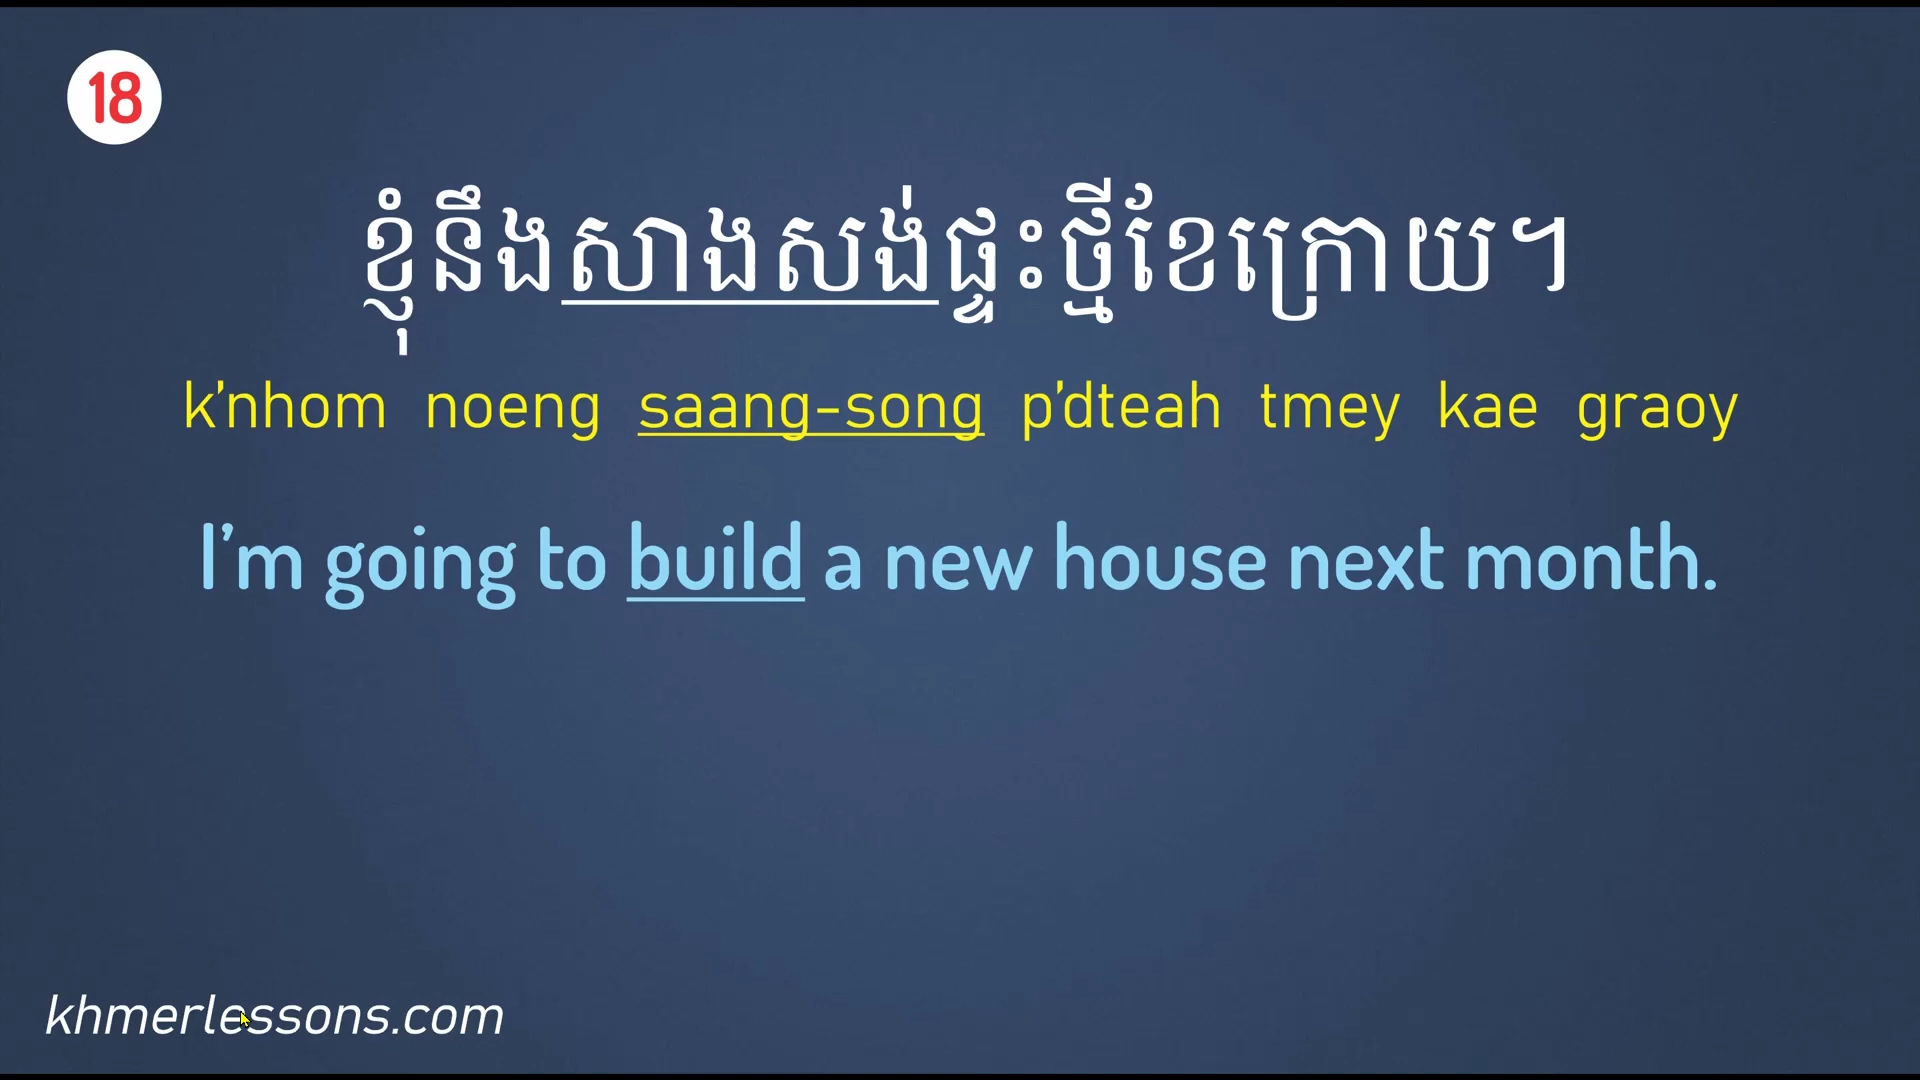 18
ខ្ញុំនឹងសាងសង់ផ្ទះថ្មីខែក្រោយ។
k'nhom noeng saang-song p'dteah tmey kae graoy
I'm going to build a new house next month.
khmerlessons.com